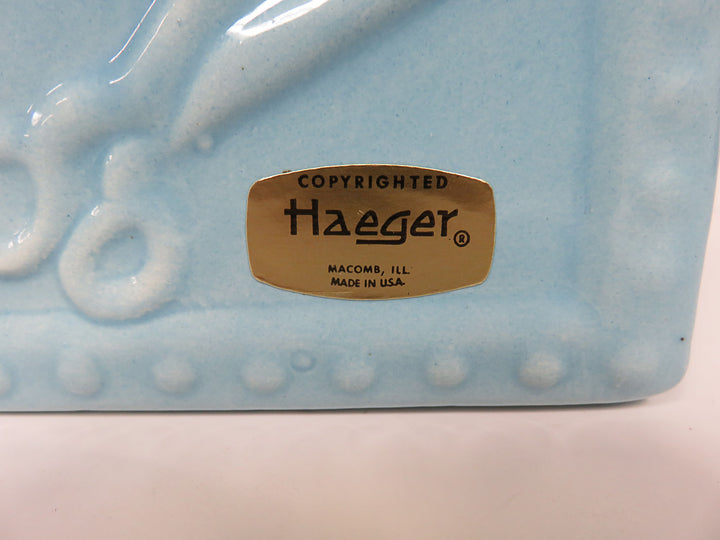 COPYRIGHTED
Haeger®
MACOMB, ILL.
MADE IN U.S.A.